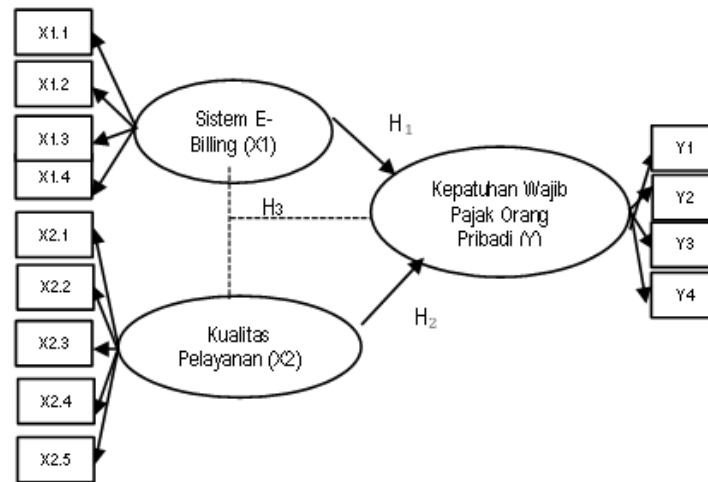 X1.1
X1.2
X1.3
X1.4
Sistem E-
Billing (X1)
H1
Kepatuhan Wajib
Pajak Orang
Pribadi (Y)
Y1
Y2
Y3
Y4
H3
X2.1
X2.2
X2.3
X2.4
X2.5
Kualitas
Pelayanan (X2)
H2